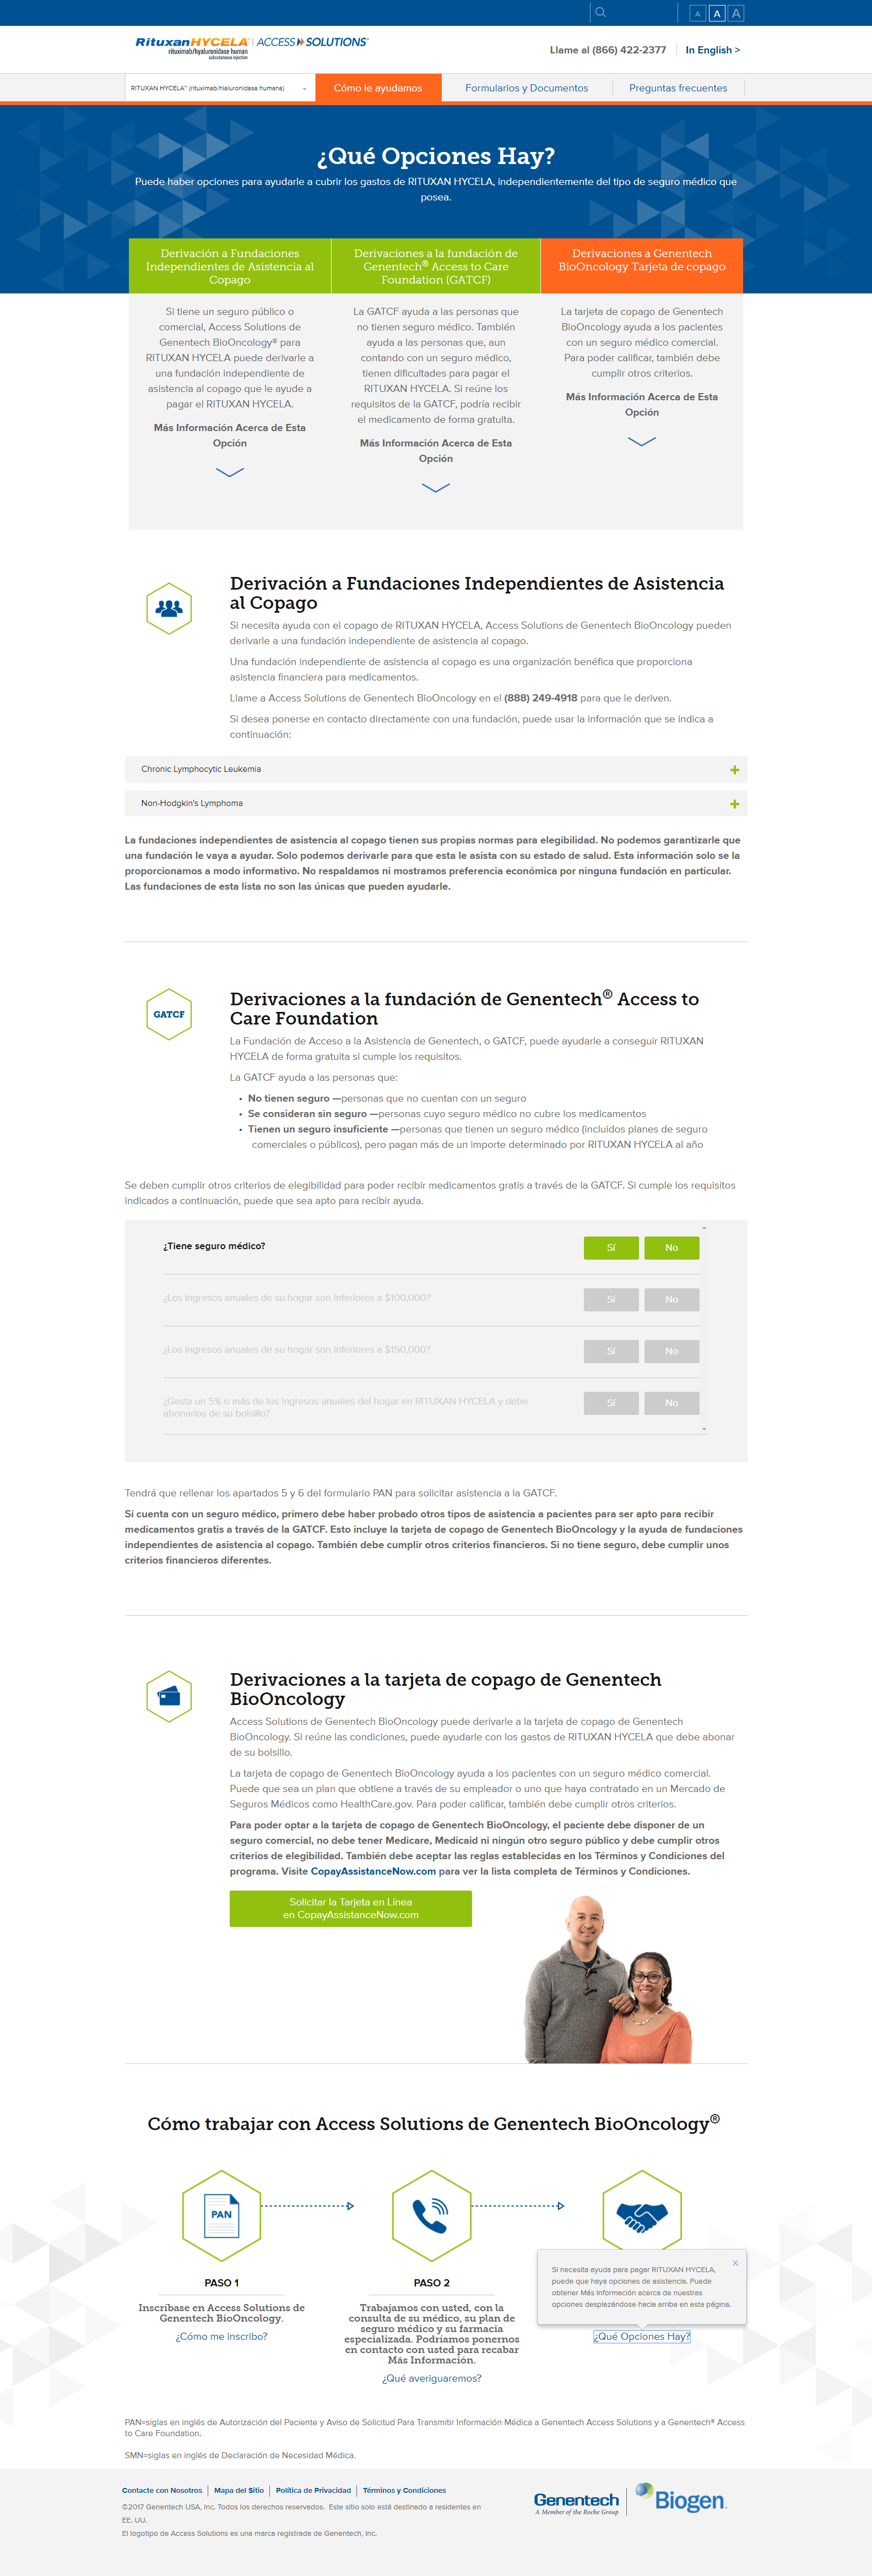 A A A
RITUXAN HYCELA™ ACCESS SOLUTIONS®
rituximab/hyaluronidase human
subcutaneous injection
Llame al (866) 422-2377
In English >
RITUXAN HYCELA™ (rituximab/hialuronidasa humana)
Cómo le ayudamos
Formularios y Documentos
Preguntas frecuentes
¿Qué Opciones Hay?
Puede haber opciones para ayudarle a cubrir los gastos de RITUXAN HYCELA, independientemente del tipo de seguro médico que
posea.
Derivación a Fundaciones
Independientes de Asistencia al
Copago
Si tiene un seguro público o
comercial, Access Solutions de
Genentech BioOncology® para
RITUXAN HYCELA puede derivarle a
una fundación independiente de
asistencia al copago que le ayude a
pagar el RITUXAN HYCELA.
Más Información Acerca de Esta
Opción
Derivaciones a la fundación de
Genentech® Access to Care
Foundation (GATCF)
La GATCF ayuda a las personas que
no tienen seguro médico. También
ayuda a las personas que, aun
contando con un seguro médico,
tienen dificultades para pagar el
RITUXAN HYCELA. Si reúne los
requisitos de la GATCF, podría recibir
el medicamento de forma gratuita.
Más Información Acerca de Esta
Opción
Derivaciones a Genentech
BioOncology Tarjeta de copago
La tarjeta de copago de Genentech
BioOncology ayuda a los pacientes
con un seguro médico comercial.
Para poder calificar, también debe
cumplir otros criterios.
Más Información Acerca de Esta
Opción
Derivación a Fundaciones Independientes de Asistencia
al Copago
Si necesita ayuda con el copago de RITUXAN HYCELA, Access Solutions de Genentech BioOncology pueden
derivarle a una fundación independiente de asistencia al copago.
Una fundación independiente de asistencia al copago es una organización benéfica que proporciona
asistencia financiera para medicamentos.
Llame a Access Solutions de Genentech BioOncology en el (888) 249-4918 para que le deriven.
Si desea ponerse en contacto directamente con una fundación, puede usar la información que se indica a
continuación:
Chronic Lymphocytic Leukemia
Non-Hodgkin's Lymphoma
La fundaciones independientes de asistencia al copago tienen sus propias normas para elegibilidad. No podemos garantizarle que
una fundación le vaya a ayudar. Solo podemos derivarle para que esta le asista con su estado de salud. Esta información solo se la
proporcionamos a modo informativo. No respaldamos ni mostramos preferencia económica por ninguna fundación en particular.
Las fundaciones de esta lista no son las únicas que pueden ayudarle.
GATCF
Derivaciones a la fundación de Genentech® Access to
Care Foundation
La Fundación de Acceso a la Asistencia de Genentech, o GATCF, puede ayudarle a conseguir RITUXAN
HYCELA de forma gratuita si cumple los requisitos.
La GATCF ayuda a las personas que:
• No tienen seguro —personas que no cuentan con un seguro
• Se consideran sin seguro —personas cuyo seguro médico no cubre los medicamentos
• Tienen un seguro insuficiente —personas que tienen un seguro médico (incluidos planes de seguro
comerciales o públicos), pero pagan más de un importe determinado por RITUXAN HYCELA al año
Se deben cumplir otros criterios de elegibilidad para poder recibir medicamentos gratis a través de la GATCF. Si cumple los requisitos
indicados a continuación, puede que sea apto para recibir ayuda.
¿Tiene seguro médico? Sí No
¿Los ingresos anuales de su hogar son inferiores a $100,000? Sí No
¿Los ingresos anuales de su hogar son inferiores a $150,000? Sí No
¿Gasta un 5% o más de los ingresos anuales del hogar en RITUXAN HYCELA y debe Sí No
abonarlos de su bolsillo?
Tendrá que rellenar los apartados 5 y 6 del formulario PAN para solicitar asistencia a la GATCF.
Si cuenta con un seguro médico, primero debe haber probado otros tipos de asistencia a pacientes para ser apto para recibir
medicamentos gratis a través de la GATCF. Esto incluye la tarjeta de copago de Genentech BioOncology y la ayuda de fundaciones
independientes de asistencia al copago. También debe cumplir otros criterios financieros. Si no tiene seguro, debe cumplir unos
criterios financieros diferentes.
Derivaciones a la tarjeta de copago de Genentech
BioOncology
Access Solutions de Genentech BioOncology puede derivarle a la tarjeta de copago de Genentech
BioOncology. Si reúne las condiciones, puede ayudarle con los gastos de RITUXAN HYCELA que debe abonar
de su bolsillo.
La tarjeta de copago de Genentech BioOncology ayuda a los pacientes con un seguro médico comercial.
Puede que sea un plan que obtiene a través de su empleador o uno que haya contratado en un Mercado de
Seguros Médicos como HealthCare.gov. Para poder calificar, también debe cumplir otros criterios.
Para poder optar a la tarjeta de copago de Genentech BioOncology, el paciente debe disponer de un
seguro comercial, no debe tener Medicare, Medicaid ni ningún otro seguro público y debe cumplir otros
criterios de elegibilidad. También debe aceptar las reglas establecidas en los Términos y Condiciones del
programa. Visite CopayAssistanceNow.com para ver la lista completa de Términos y Condiciones.
Solicitar la Tarjeta en Línea
en CopayAssistanceNow.com
Cómo trabajar con Access Solutions de Genentech BioOncology®
PAN
PASO 1
Inscríbase en Access Solutions de
Genentech BioOncology.
¿Cómo me inscribo?
PASO 2
Trabajamos con usted, con la
consulta de su médico, su plan de
seguro médico y su farmacia
especializada. Podríamos ponernos
en contacto con usted para recabar
Más Información.
¿Qué averiguaremos?
X
Si necesita ayuda para pagar RITUXAN HYCELA,
puede que haya opciones de asistencia. Puede
obtener Más Información acerca de nuestras
opciones desplazándose hacia arriba en esta página.
¿Qué Opciones Hay?
PAN=siglas en inglés de Autorización del Paciente y Aviso de Solicitud Para Transmitir Información Médica a Genentech Access Solutions y a Genentech® Access
to Care Foundation.
SMN=siglas en inglés de Declaración de Necesidad Médica.
Contacte con Nosotros | Mapa del Sitio | Política de Privacidad | Términos y Condiciones
©2017 Genentech USA, Inc. Todos los derechos reservados. Este sitio solo está destinado a residentes en
EE. UU.
El logotipo de Access Solutions es una marca registrada de Genentech, Inc.
Genentech
A Member of the Roche Group
Biogen